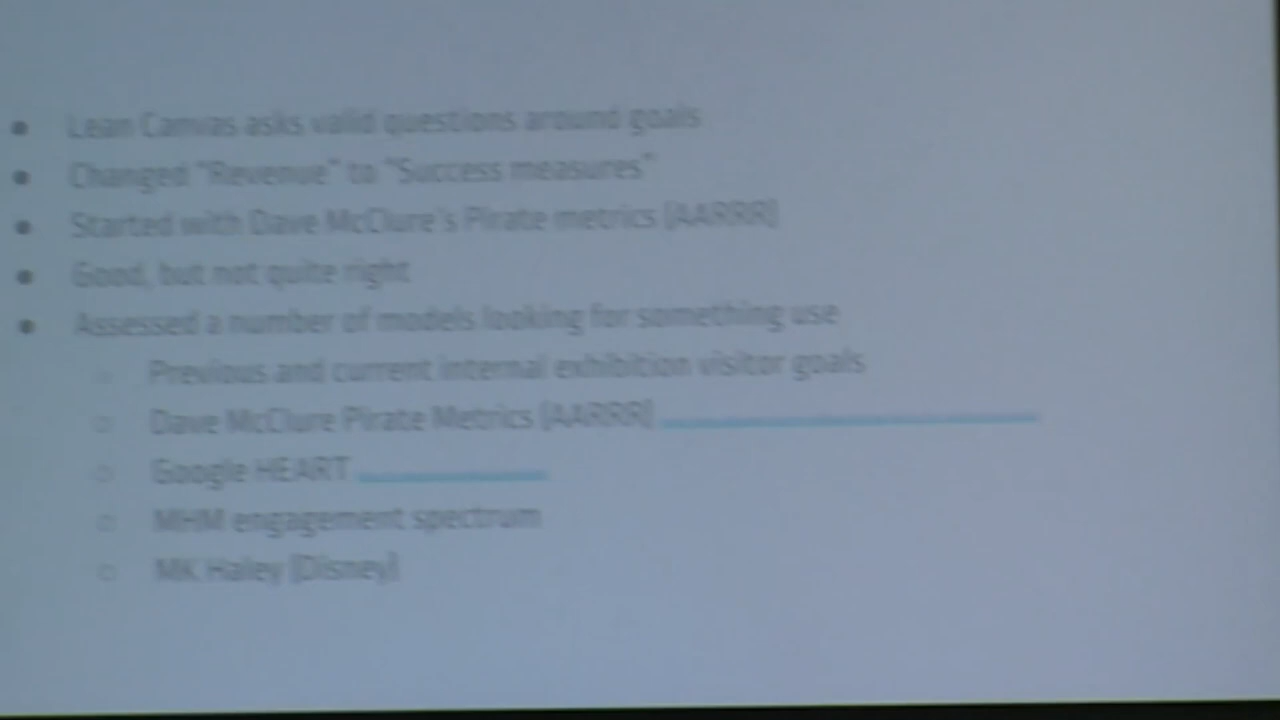 Lean Canvas asks valid questions around goals
Changed "Revenue" to "Success measures"
Started with Dave McClure's Pirate metrics (AARRR)
Good, but not quite right
Assessed a number of models looking for something use
Previous and current internal exhibition visitor goals
Dave McClure Pirate Metrics (AARRR)
Google HEART
MHM engagement spectrum
MK Haley (Disney)